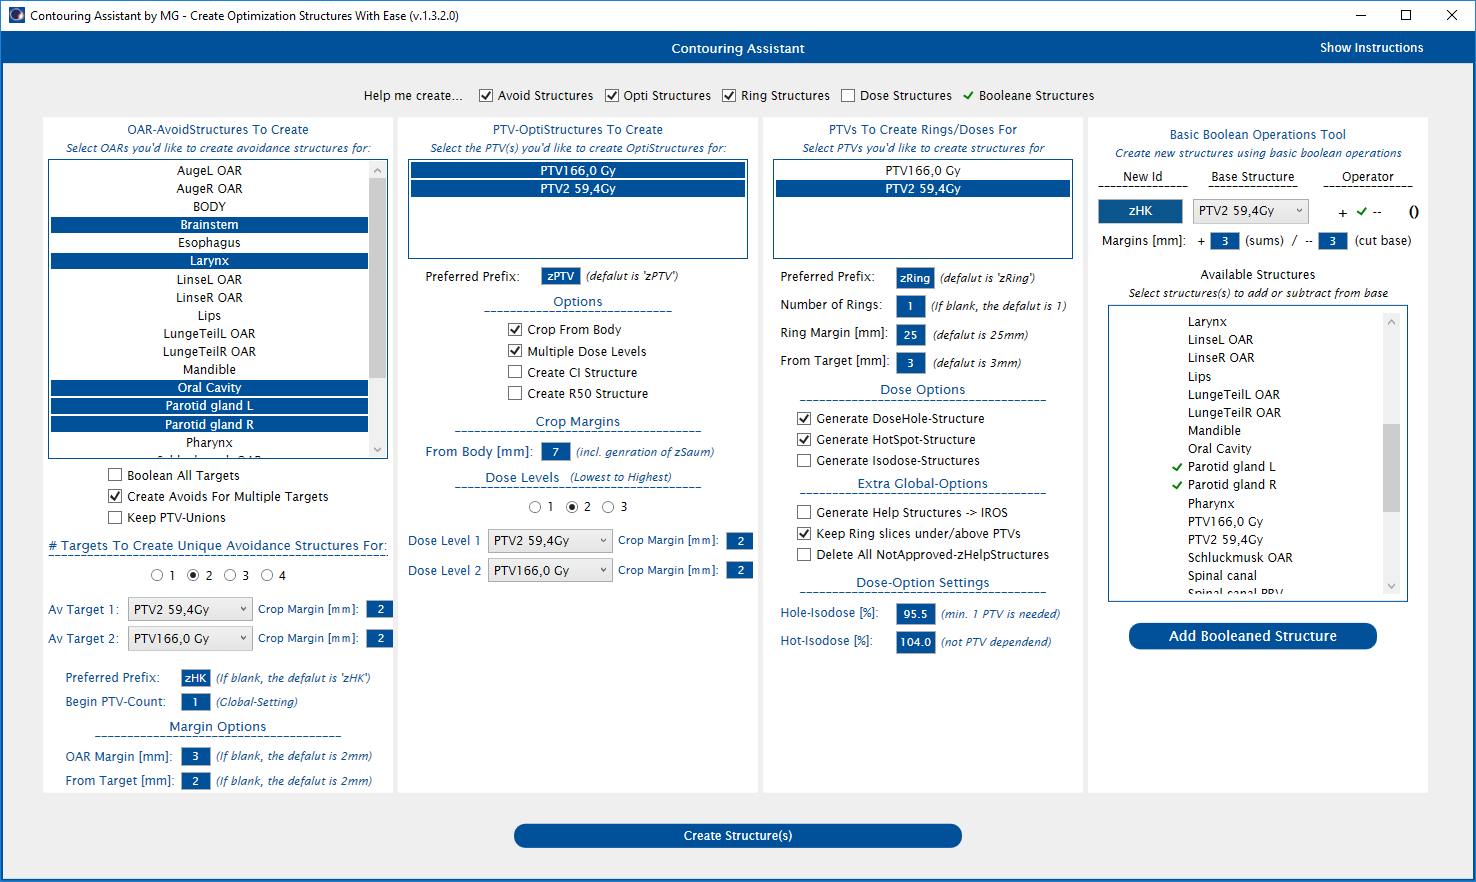 Contouring Assistant by MG - Create Optimization Structures With Ease (v.1.3.2.0)
Contouring Assistant
Show Instructions
Help me create... Avoid Structures Opti Structures Ring Structures Dose Structures Booleane Structures
OAR-AvoidStructures To Create
Select OARs you'd like to create avoidance structures for:
AugeL OAR
AugeR OAR
BODY
Brainstem
Esophagus
Larynx
LinseL OAR
LinseR OAR
Lips
LungeTeilL OAR
LungeTeilR OAR
Mandible
Oral Cavity
Parotid gland L
Parotid gland R
Pharynx
Boolean All Targets
Create Avoids For Multiple Targets
Keep PTV-Unions
# Targets To Create Unique Avoidance Structures For:
1 2 3 4
Av Target 1: PTV2 59,4Gy Crop Margin [mm]: 2
Av Target 2: PTV166,0 Gy Crop Margin [mm]: 2
Preferred Prefix: zHK (If blank, the defalut is 'zHK')
Begin PTV-Count: 1 (Global-Setting)
Margin Options
OAR Margin [mm]: 3 (If blank, the defalut is 2mm)
From Target [mm]: 2 (If blank, the defalut is 2mm)
PTV-OptiStructures To Create
Select the PTV(s) you'd like to create OptiStructures for:
PTV166,0 Gy
PTV2 59,4Gy
Preferred Prefix: zPTV (defalut is 'zPTV')
Options
Crop From Body
Multiple Dose Levels
Create CI Structure
Create R50 Structure
Crop Margins
From Body [mm]: 7 (incl. genration of zSaum)
Dose Levels (Lowest to Highest)
1 2 3
Dose Level 1 PTV2 59,4Gy Crop Margin [mm]: 2
Dose Level 2 PTV166,0 Gy Crop Margin [mm]: 2
PTVs To Create Rings/Doses For
Select PTVs you'd like to create structures for
PTV166,0 Gy
PTV2 59,4Gy
Preferred Prefix: zRing (defalut is 'zRing')
Number of Rings: 1 (If blank, the defalut is 1)
Ring Margin [mm]: 25 (defalut is 25mm)
From Target [mm]: 3 (defalut is 3mm)
Dose Options
Generate DoseHole-Structure
Generate HotSpot-Structure
Generate Isodose-Structures
Extra Global-Options
Generate Help Structures -> IROS
Keep Ring slices under/above PTVs
Delete All NotApproved-zHelpStructures
Dose-Option Settings
Hole-Isodose [%]: 95.5 (min. 1 PTV is needed)
Hot-Isodose [%]: 104.0 (not PTV dependend)
Basic Boolean Operations Tool
Create new structures using basic boolean operations
New Id Base Structure Operator
zHK PTV2 59,4Gy + -- ()
Margins [mm]: + 3 (sums) / -- 3 (cut base)
Available Structures
Select structures(s) to add or subtract from base
Larynx
LinseL OAR
LinseR OAR
Lips
LungeTeilL OAR
LungeTeilR OAR
Mandible
Oral Cavity
Parotid gland L
Parotid gland R
Pharynx
PTV166,0 Gy
PTV2 59,4Gy
Schluckmusk OAR
Spinal canal
Spinal canal PRV
Add Booleaned Structure
Create Structure(s)